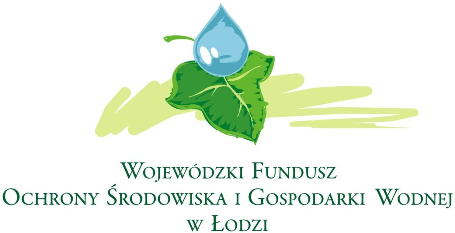 Wojewódzki Fundusz
Ochrony Środowiska i Gospodarki Wodnej
w Łodzi